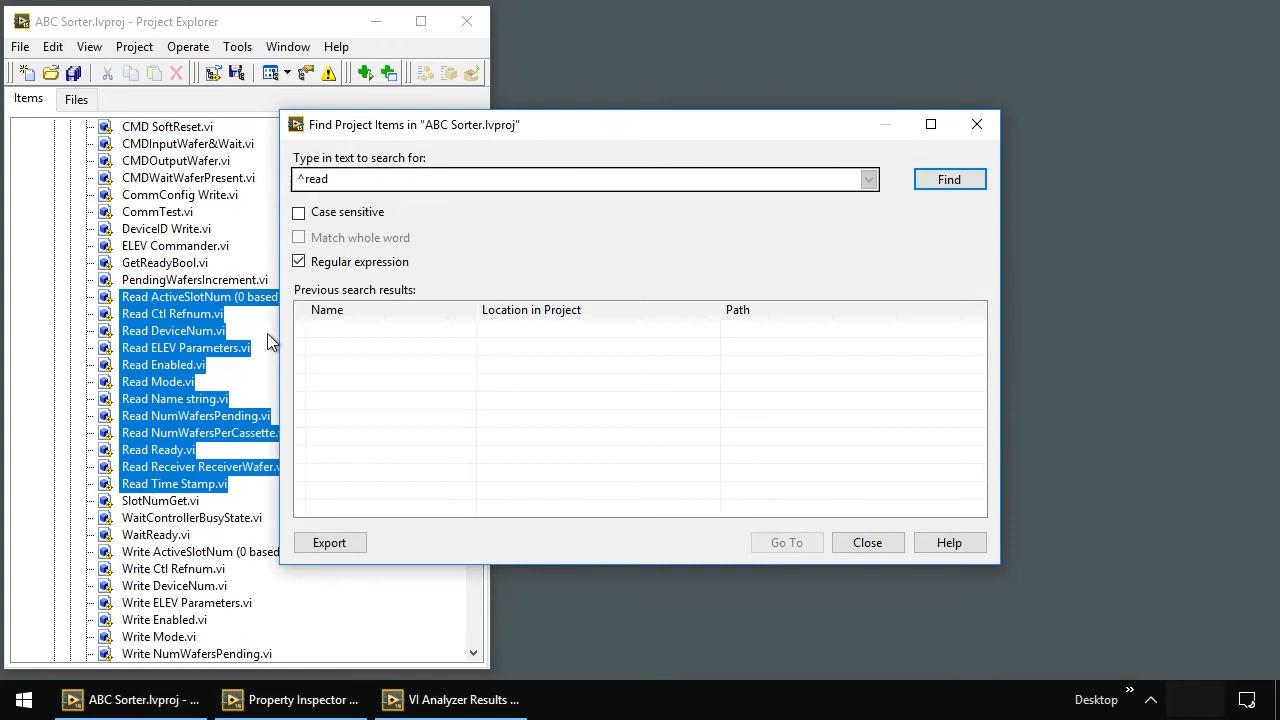 ABC Sorter.lvproj - Project Explorer
File Edit View Project Operate Tools Window Help
Items Files
CMD SoftReset.vi
CMDInputWafer&Wait.vi
CMDOutputWafer.vi
CMDWaitWaferPresent.vi
CommConfig Write.vi
CommTest.vi
DeviceID Write.vi
ELEV Commander.vi
GetReadyBool.vi
PendingWafersIncrement.vi
Read ActiveSlotNum (0 based
Read Ctl Refnum.vi
Read DeviceNum.vi
Read ELEV Parameters.vi
Read Enabled.vi
Read Mode.vi
Read Name string.vi
Read NumWafersPending.vi
Read NumWafersPerCassette.
Read Ready.vi
Read Receiver ReceiverWafer.v
Read Time Stamp.vi
SlotNumGet.vi
WaitControllerBusyState.vi
WaitReady.vi
Write ActiveSlotNum (0 based
Write Ctl Refnum.vi
Write DeviceNum.vi
Write ELEV Parameters.vi
Write Enabled.vi
Write Mode.vi
Write NumWafersPending.vi
Find Project Items in "ABC Sorter.lvproj"
Type in text to search for:
^read
Find
Case sensitive
Match whole word
Regular expression
Previous search results:
Name Location in Project Path
Export Go To Close Help
ABC Sorter.lvproj - ... Property Inspector ... VI Analyzer Results ... Desktop